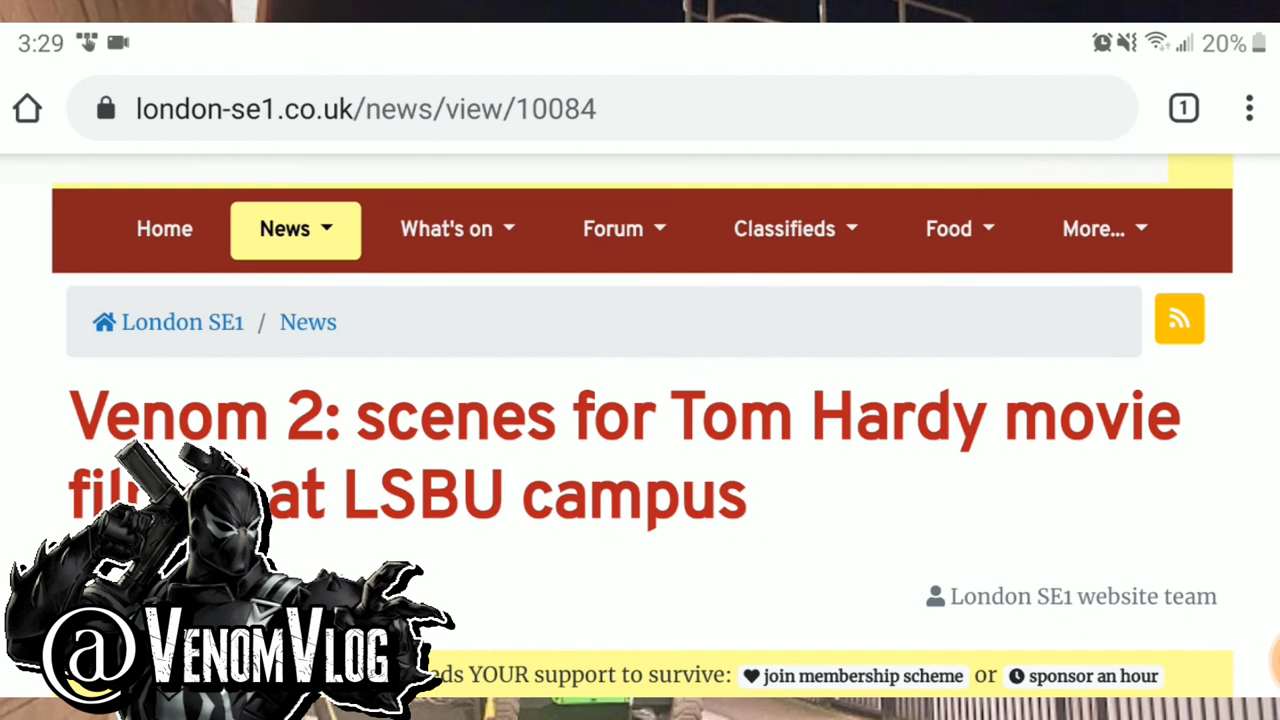 3:29 20%
london-se1.co.uk/news/view/10084 1
Home News What's on Forum Classifieds Food More...
London SE1 / News
Venom 2: scenes for Tom Hardy movie
at LSBU campus
London SE1 website team
YOUR support to survive: join membership scheme or sponsor an hour
@VENOMVLOG